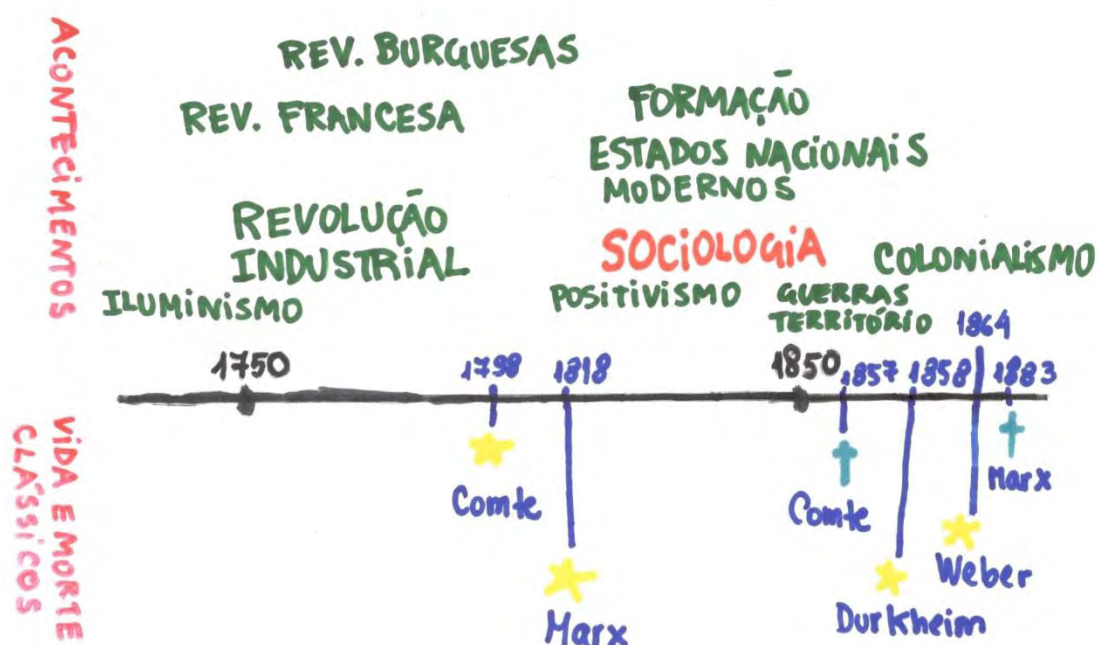 ACONTECIMENTOS
REV. BURGUESAS
REV. FRANCESA
FORMAÇÃO
ESTADOS NACIONAIS
MODERNOS
REVOLUÇÃO
INDUSTRIAL
SOCIOLOGIA
COLONIALISMO
ILUMINISMO
POSITIVISMO
GUERRAS
TERRITÓRIO
1750
1798
1818
1850
1857
1858
1864
1883
VIDA E MORTE
CLÁSSICOS
Comte
Marx
Comte
Durkheim
Weber
Marx